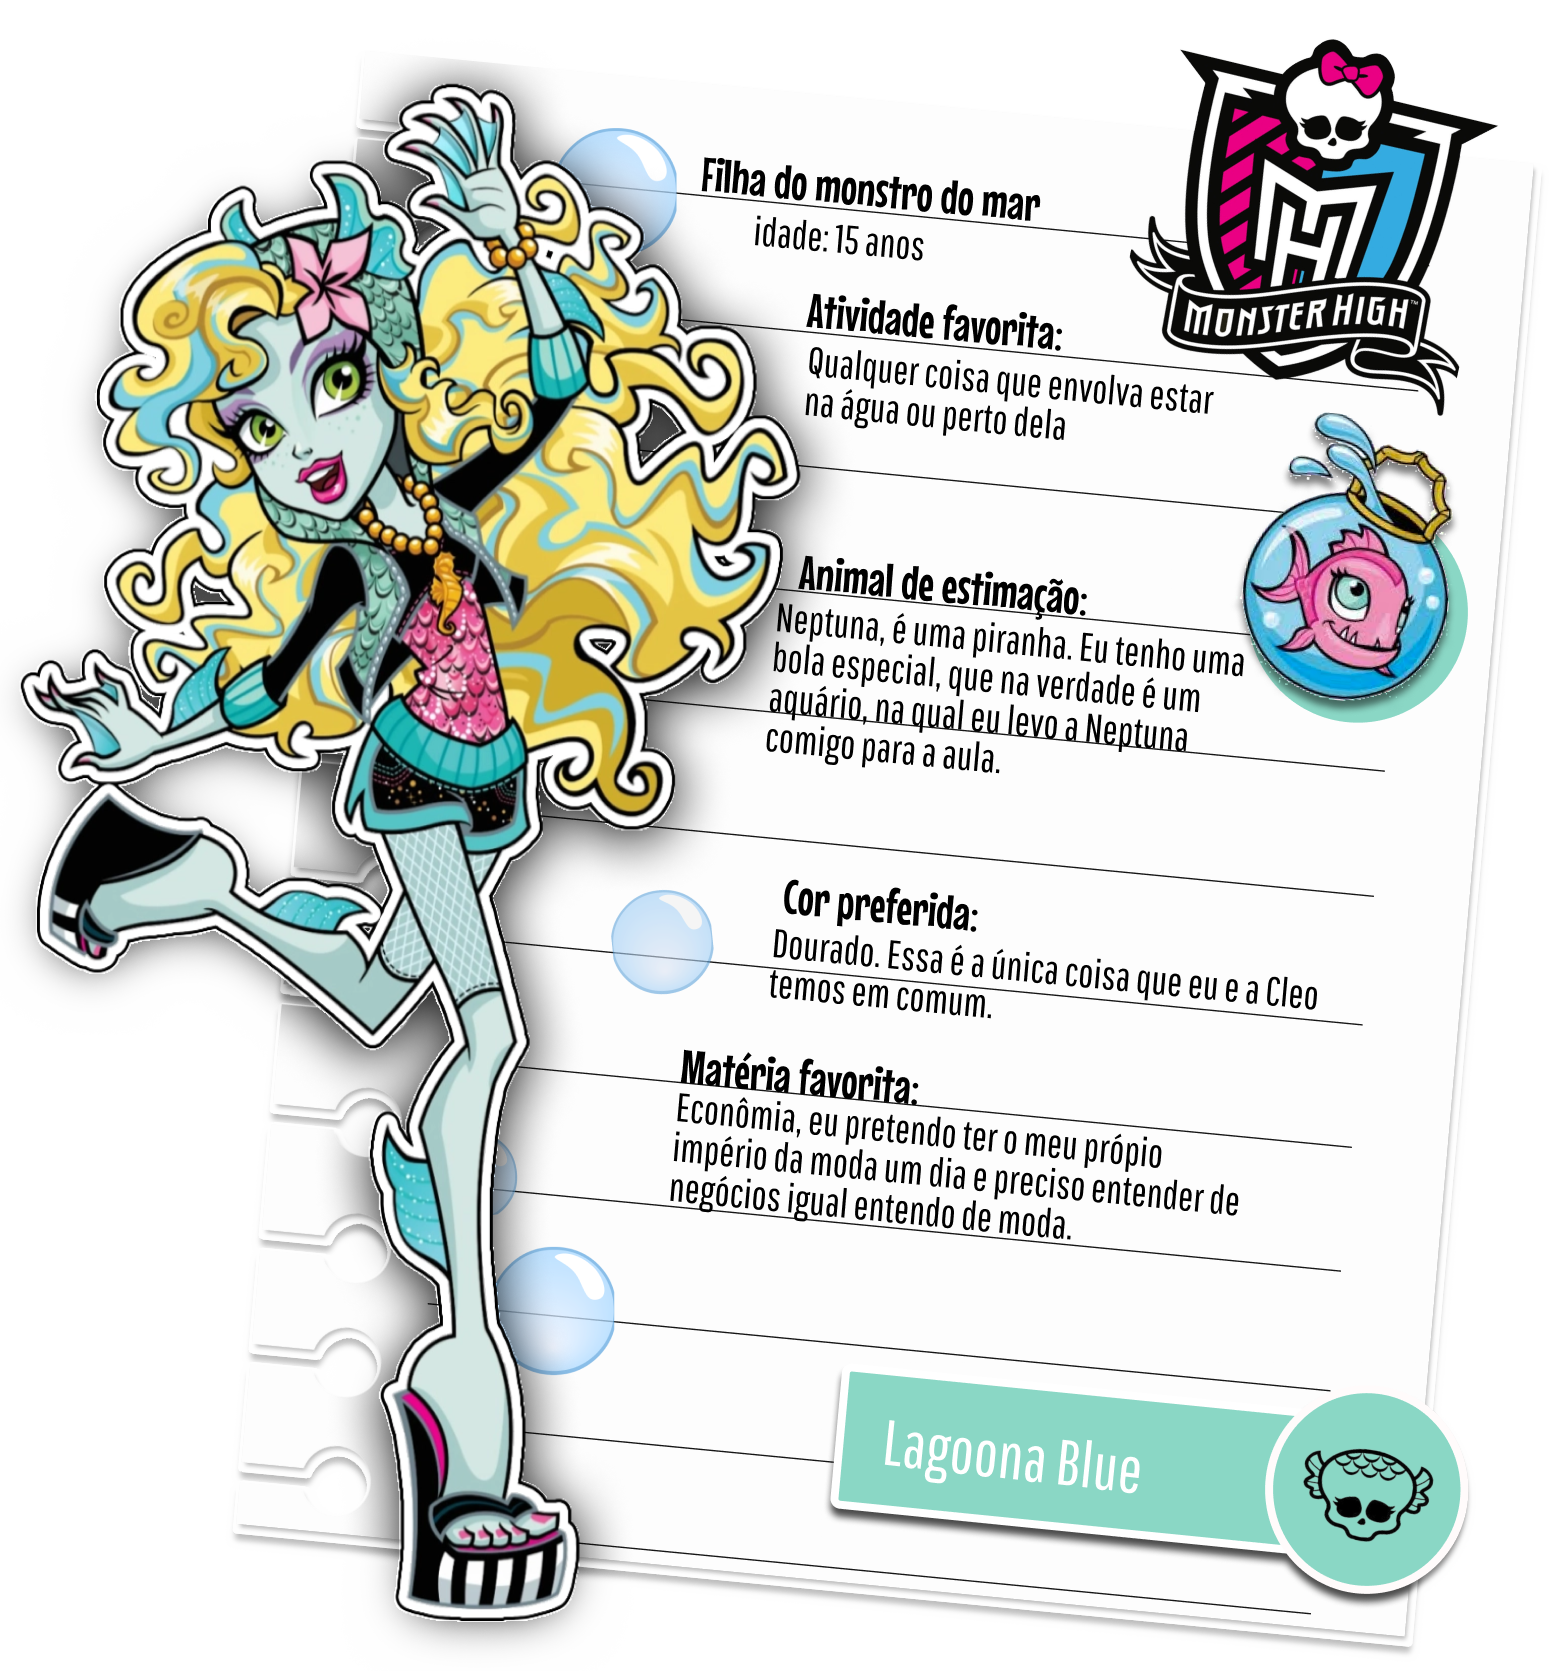 Filha do monstro do mar
idade: 15 anos
MONSTER HIGH™
Atividade favorita:
Qualquer coisa que envolva estar
na água ou perto dela
Animal de estimação:
Neptuna, é uma piranha. Eu tenho uma
bola especial, que na verdade é um
aquário, na qual eu levo a Neptuna
comigo para a aula.
Cor preferida:
Dourado. Essa é a única coisa que eu e a Cleo
temos em comum.
Matéria favorita:
Econômia, eu pretendo ter o meu própio
império da moda um dia e preciso entender de
negócios igual entendo de moda.
Lagoona Blue